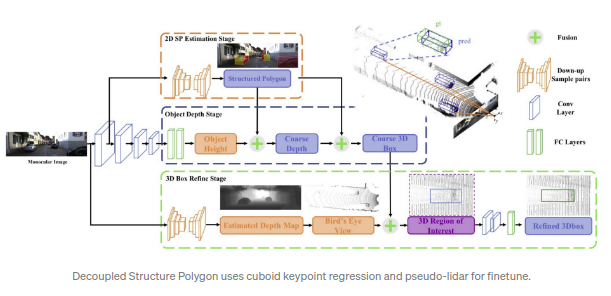 2D SP Estimation Stage
Structured Polygon
Object Depth Stage
Object
Height
Coarse
Depth
Coarse 3D
Box
Monocular Image
3D Box Refine Stage
Estimated Depth Map
Bird's Eye
View
3D Region of
Interest
Refined 3Dbox
gt
pred
Fusion
Down-up
Sample pairs
Conv
Layer
FC Layers
Decoupled Structure Polygon uses cuboid keypoint regression and pseudo-lidar for finetune.